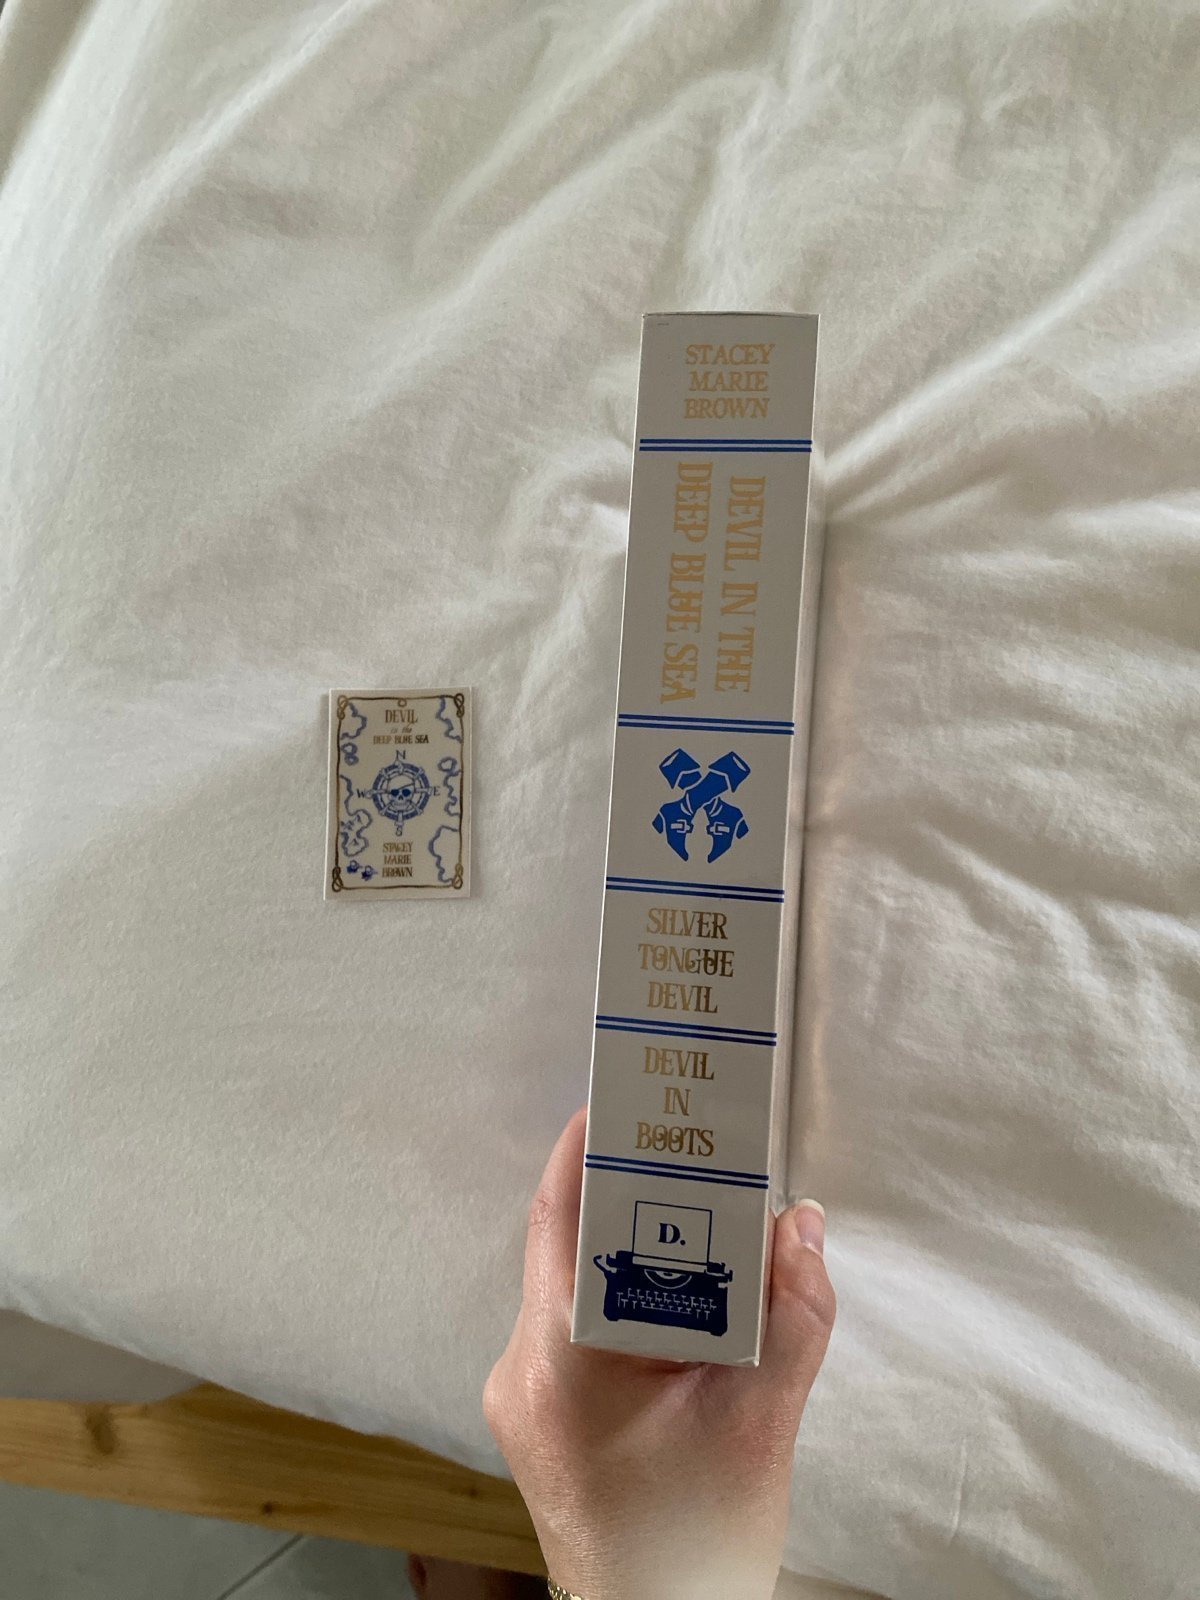 STACEY
MARIE
BROWN
DEVIL IN THE
DEEP BLUE SEA
SILVER
TONGUE
DEVIL
DEVIL
IN
BOOTS
D.
DEVIL
in the
DEEP BLUE SEA
N
W
E
S
STACEY
MARIE
BROWN